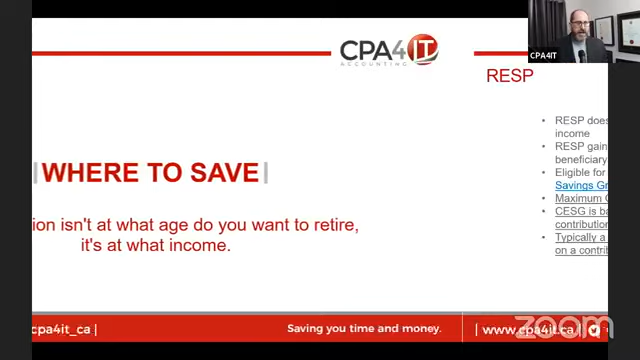 CPA4IT
ACCOUNTING
CPA4IT
RESP
WHERE TO SAVE
ion isn't at what age do you want to retire,
it's at what income.
• RESP does
income
• RESP gain
beneficiary
• Eligible for
Savings Gr
• Maximum C
• CESG is ba
contribution
• Typically a
on a contrib
cpa4it_ca |
Saving you time and money.
| www.cpa4it.ca |
zoom